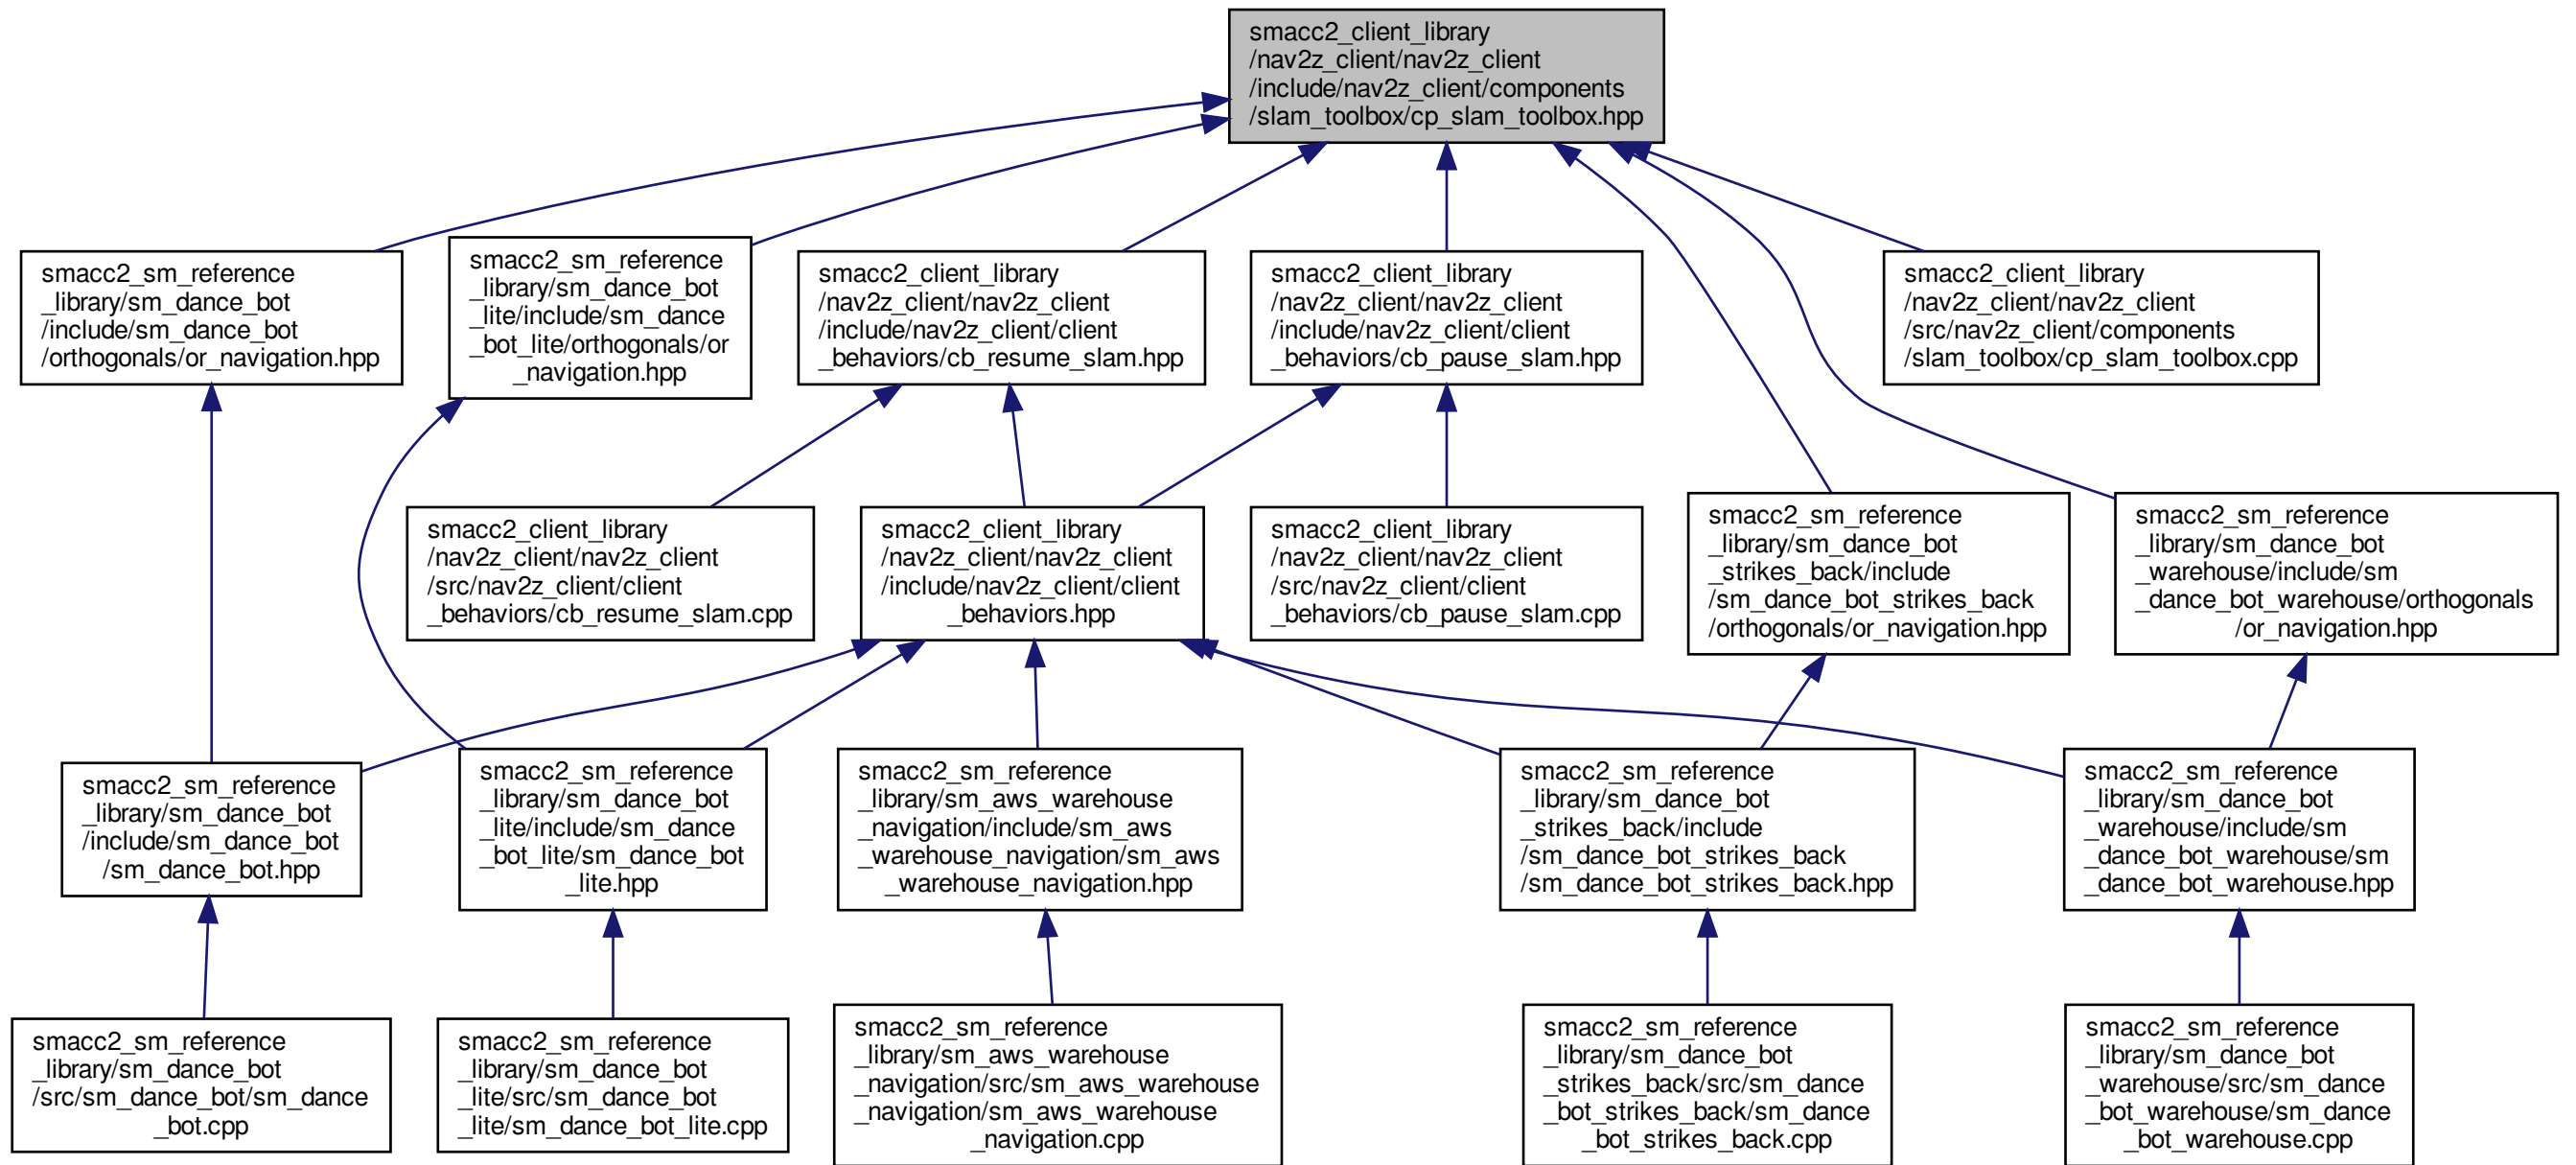 smacc2_client_library
/nav2z_client/nav2z_client
/include/nav2z_client/components
/slam_toolbox/cp_slam_toolbox.hpp
smacc2_sm_reference
_library/sm_dance_bot
/include/sm_dance_bot
/orthogonals/or_navigation.hpp
smacc2_sm_reference
_library/sm_dance_bot
_lite/include/sm_dance
_bot_lite/orthogonals/or
_navigation.hpp
smacc2_client_library
/nav2z_client/nav2z_client
/include/nav2z_client/client
_behaviors/cb_resume_slam.hpp
smacc2_client_library
/nav2z_client/nav2z_client
/include/nav2z_client/client
_behaviors/cb_pause_slam.hpp
smacc2_client_library
/nav2z_client/nav2z_client
/src/nav2z_client/components
/slam_toolbox/cp_slam_toolbox.cpp
smacc2_client_library
/nav2z_client/nav2z_client
/src/nav2z_client/client
_behaviors/cb_resume_slam.cpp
smacc2_client_library
/nav2z_client/nav2z_client
/include/nav2z_client/client
_behaviors.hpp
smacc2_client_library
/nav2z_client/nav2z_client
/src/nav2z_client/client
_behaviors/cb_pause_slam.cpp
smacc2_sm_reference
_library/sm_dance_bot
_strikes_back/include
/sm_dance_bot_strikes_back
/orthogonals/or_navigation.hpp
smacc2_sm_reference
_library/sm_dance_bot
_warehouse/include/sm
_dance_bot_warehouse/orthogonals
/or_navigation.hpp
smacc2_sm_reference
_library/sm_dance_bot
/include/sm_dance_bot
/sm_dance_bot.hpp
smacc2_sm_reference
_library/sm_dance_bot
_lite/include/sm_dance
_bot_lite/sm_dance_bot
_lite.hpp
smacc2_sm_reference
_library/sm_aws_warehouse
_navigation/include/sm_aws
_warehouse_navigation/sm_aws
_warehouse_navigation.hpp
smacc2_sm_reference
_library/sm_dance_bot
_strikes_back/include
/sm_dance_bot_strikes_back
/sm_dance_bot_strikes_back.hpp
smacc2_sm_reference
_library/sm_dance_bot
_warehouse/include/sm
_dance_bot_warehouse/sm
_dance_bot_warehouse.hpp
smacc2_sm_reference
_library/sm_dance_bot
/src/sm_dance_bot/sm_dance
_bot.cpp
smacc2_sm_reference
_library/sm_dance_bot
_lite/src/sm_dance_bot
_lite/sm_dance_bot_lite.cpp
smacc2_sm_reference
_library/sm_aws_warehouse
_navigation/src/sm_aws_warehouse
_navigation/sm_aws_warehouse
_navigation.cpp
smacc2_sm_reference
_library/sm_dance_bot
_strikes_back/src/sm_dance
_bot_strikes_back/sm_dance
_bot_strikes_back.cpp
smacc2_sm_reference
_library/sm_dance_bot
_warehouse/src/sm_dance
_bot_warehouse/sm_dance
_bot_warehouse.cpp